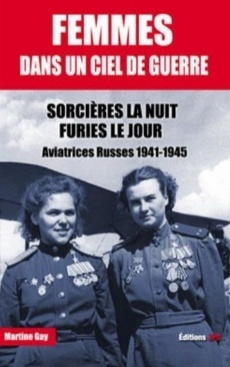 FEMMES
DANS UN CIEL DE GUERRE
SORCIÈRES LA NUIT
FURIES LE JOUR
Aviatrices Russes 1941-1945
Martine Gay
Éditions